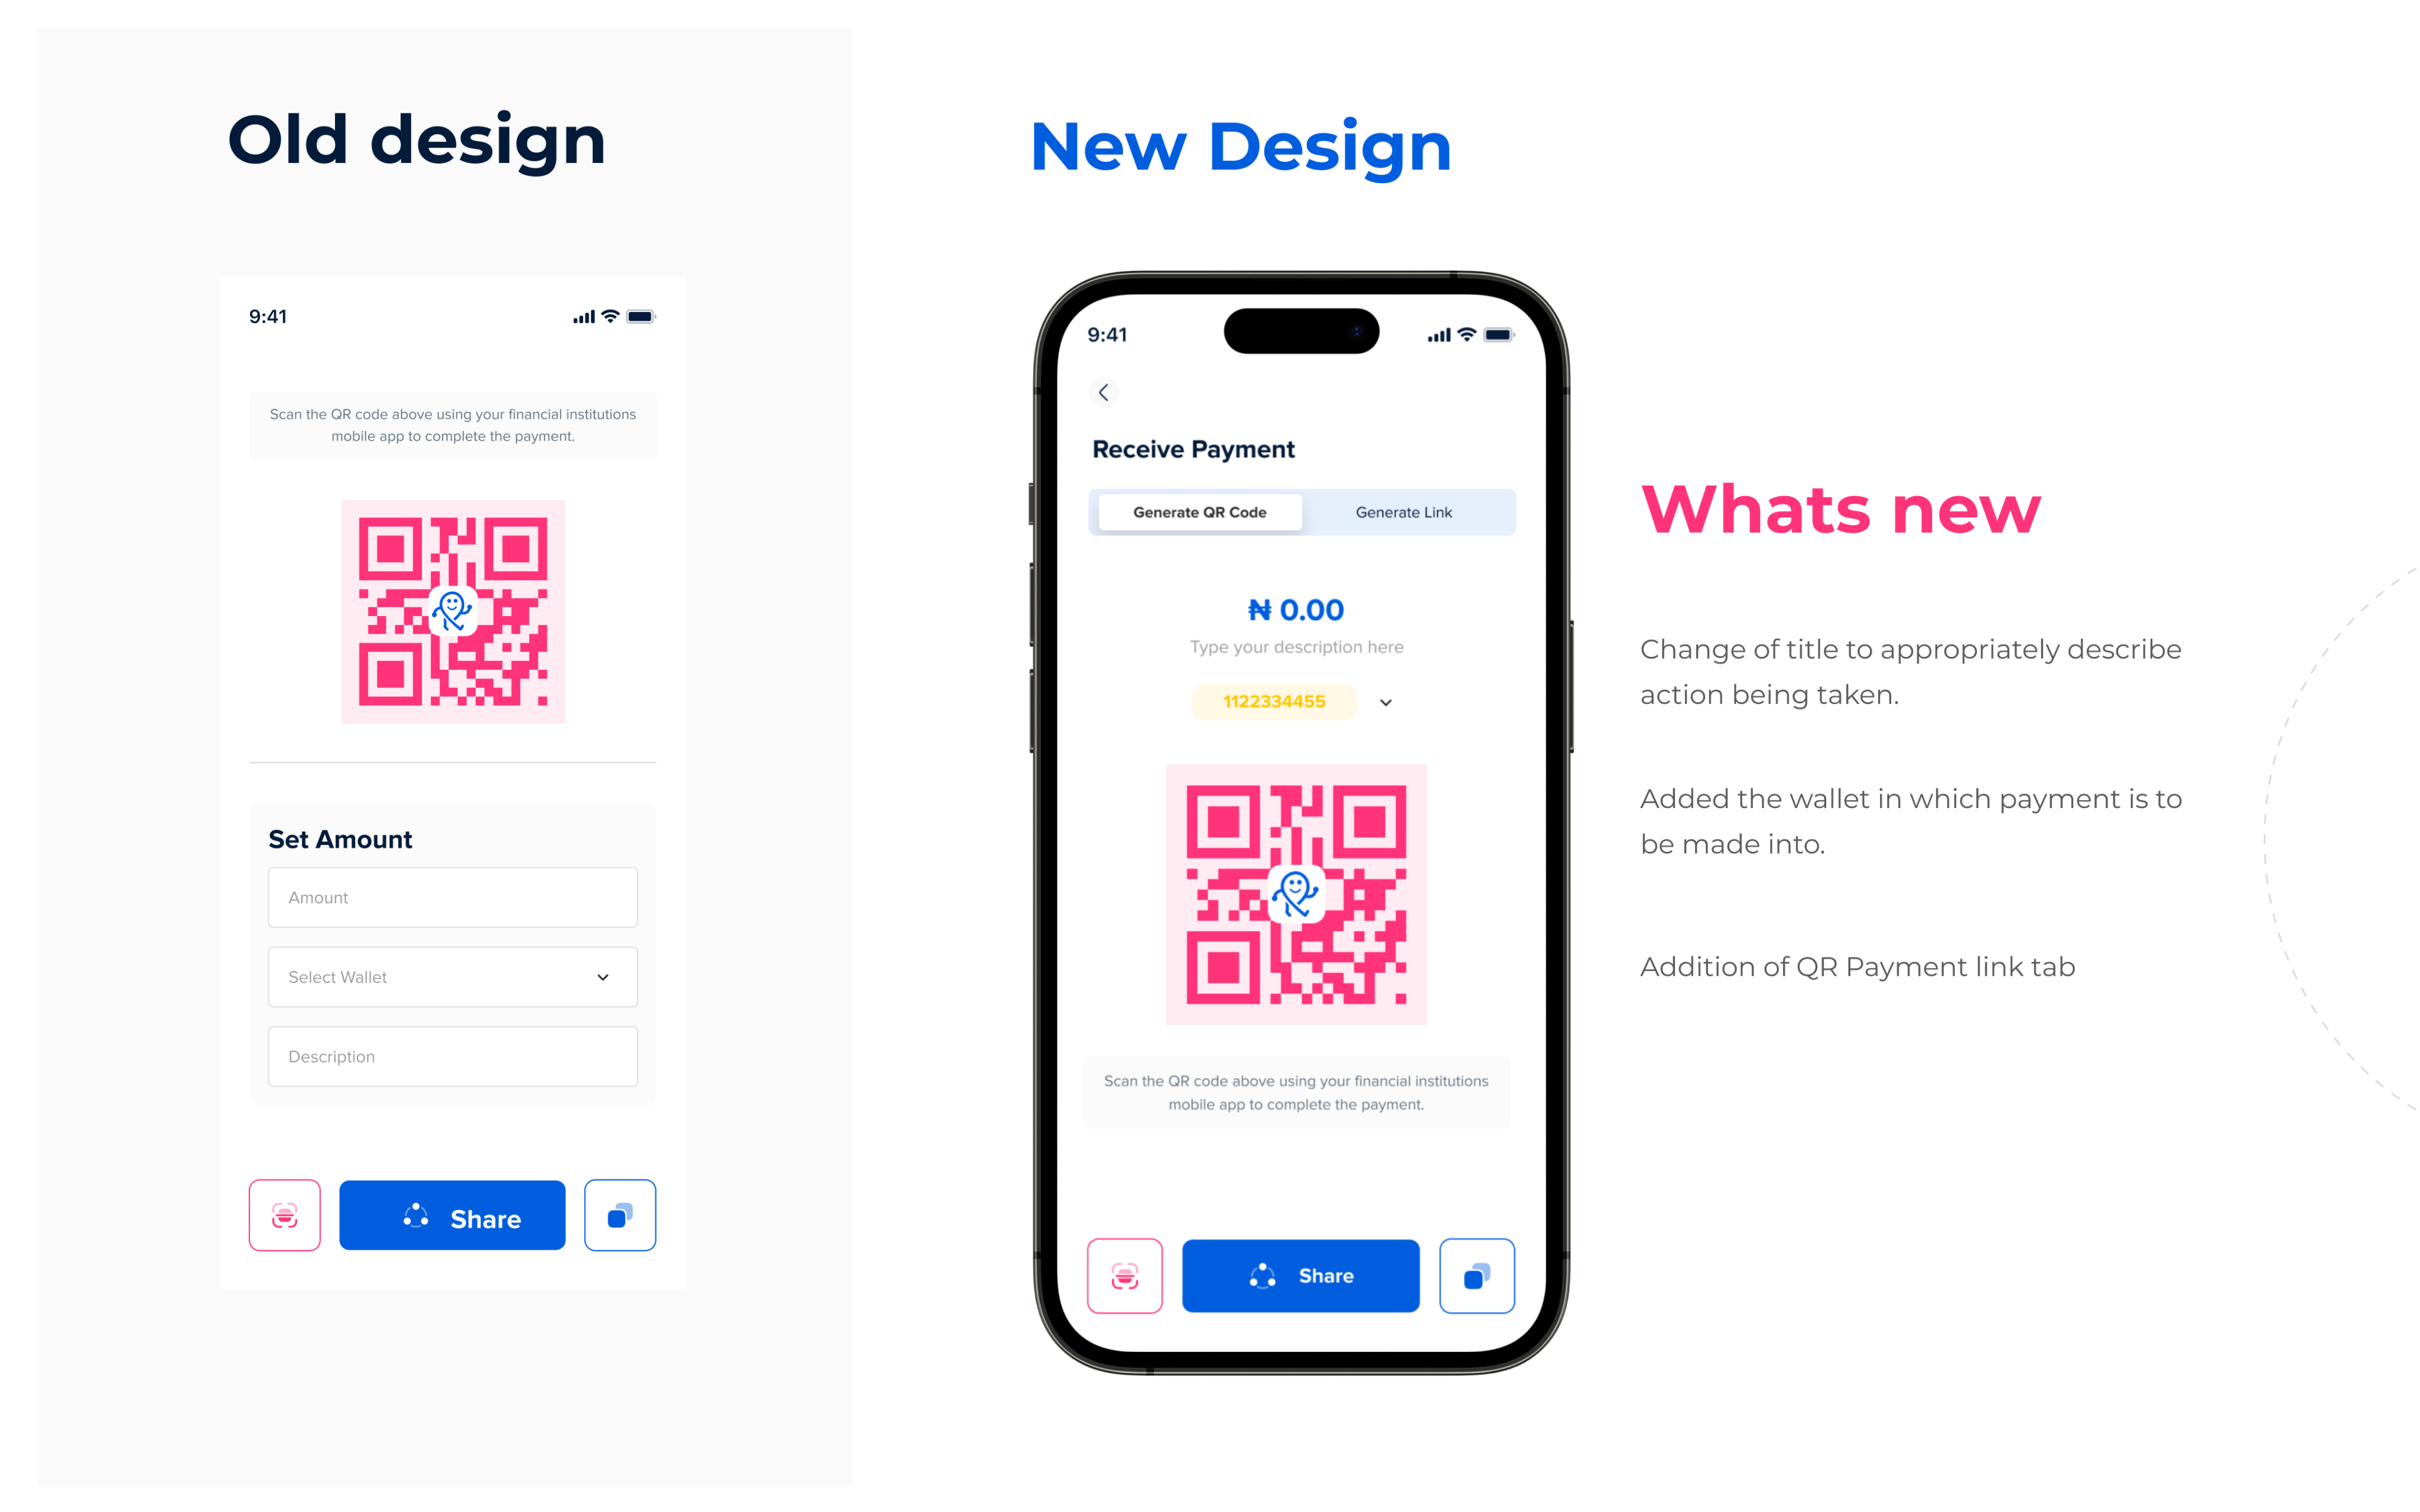 Old design
9:41
Scan the QR code above using your financial institutions
mobile app to complete the payment.
Set Amount
Amount
Select Wallet
Description
Share
New Design
9:41
Receive Payment
Generate QR Code
Generate Link
₦ 0.00
Type your description here
1122334455
Scan the QR code above using your financial institutions
mobile app to complete the payment.
Share
Whats new
Change of title to appropriately describe
action being taken.
Added the wallet in which payment is to
be made into.
Addition of QR Payment link tab